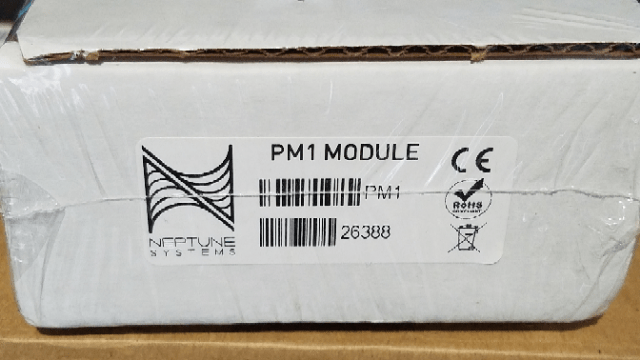 PM1 MODULE
CE
PM1
RoHS
26388
NEPTUNE
SYSTEMS